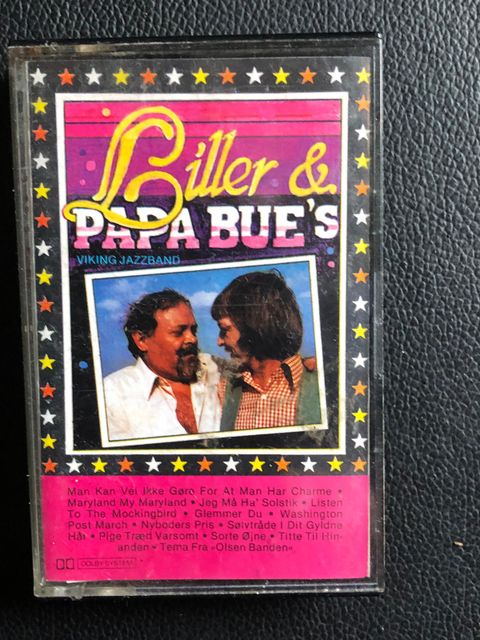 Liller &
PAPA BUE's
VIKING JAZZBAND
Man Kan Vel Ikke Gøro For At Man Har Charme •
Maryland My Maryland • Jeg Må Ha' Solstik • Listen
To The Mockingbird • Glemmer Du • Washington
Post March • Nyboders Pris • Sølvtråde I Dit Gyldne
Hår • Pige Træd Varsomt • Sorte Øjne • Titte Til Hin-
anden • Tema Fra »Olsen Banden«
DOLBY SYSTEM